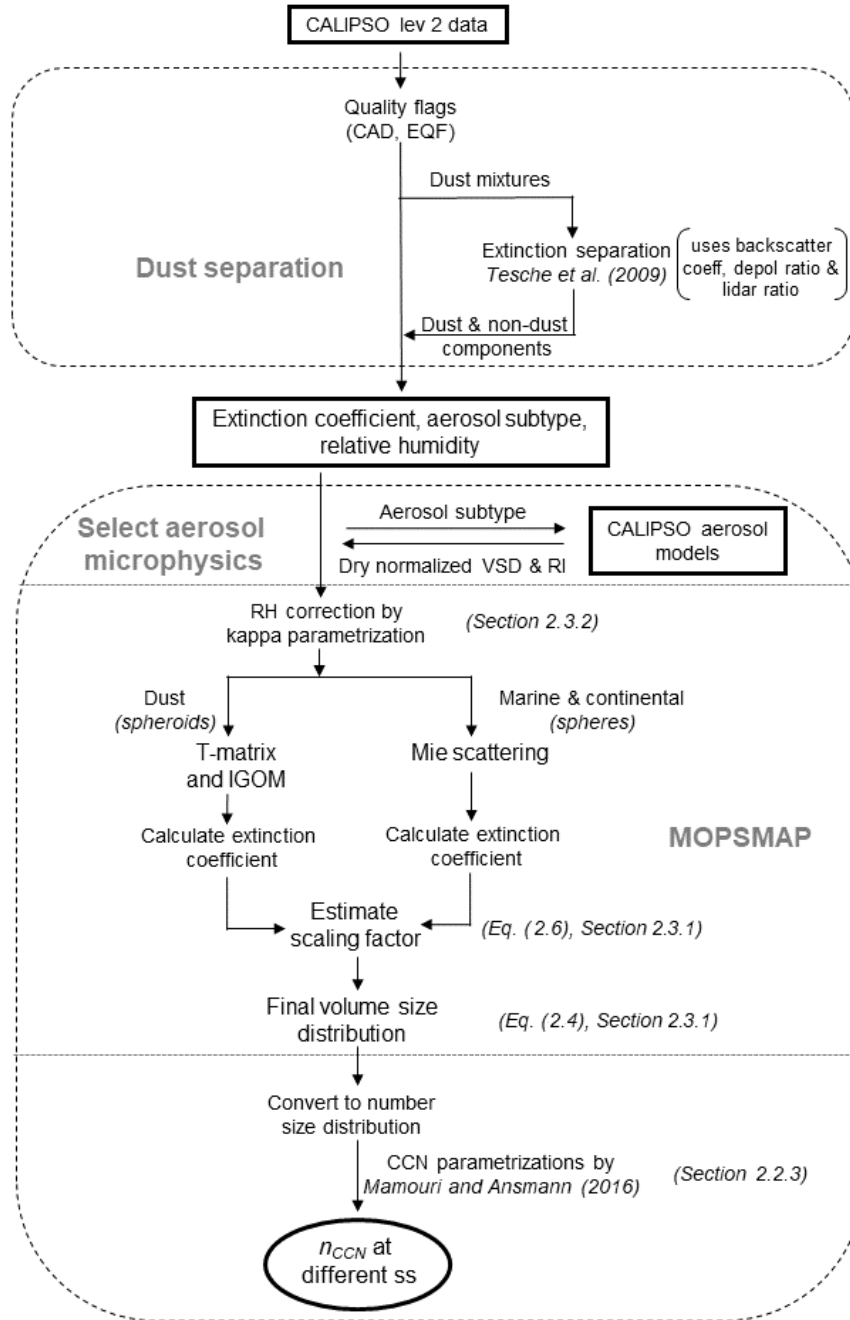 CALIPSO lev 2 data
Quality flags
(CAD, EQF)
Dust mixtures
Dust separation
Extinction separation
Tesche et al. (2009)
uses backscatter
coeff, depol ratio &
lidar ratio
Dust & non-dust
components
Extinction coefficient, aerosol subtype,
relative humidity
Select aerosol
microphysics
Aerosol subtype
Dry normalized VSD & RI
CALIPSO aerosol
models
RH correction by
kappa parametrization
(Section 2.3.2)
Dust
(spheroids)
Marine & continental
(spheres)
T-matrix
and IGOM
Mie scattering
Calculate extinction
coefficient
Calculate extinction
coefficient
MOPSMAP
Estimate
scaling factor
(Eq. (2.6), Section 2.3.1)
Final volume size
distribution
(Eq. (2.4), Section 2.3.1)
Convert to number
size distribution
CCN parametrizations by
Mamouri and Ansmann (2016)
(Section 2.2.3)
nCCN at
different ss